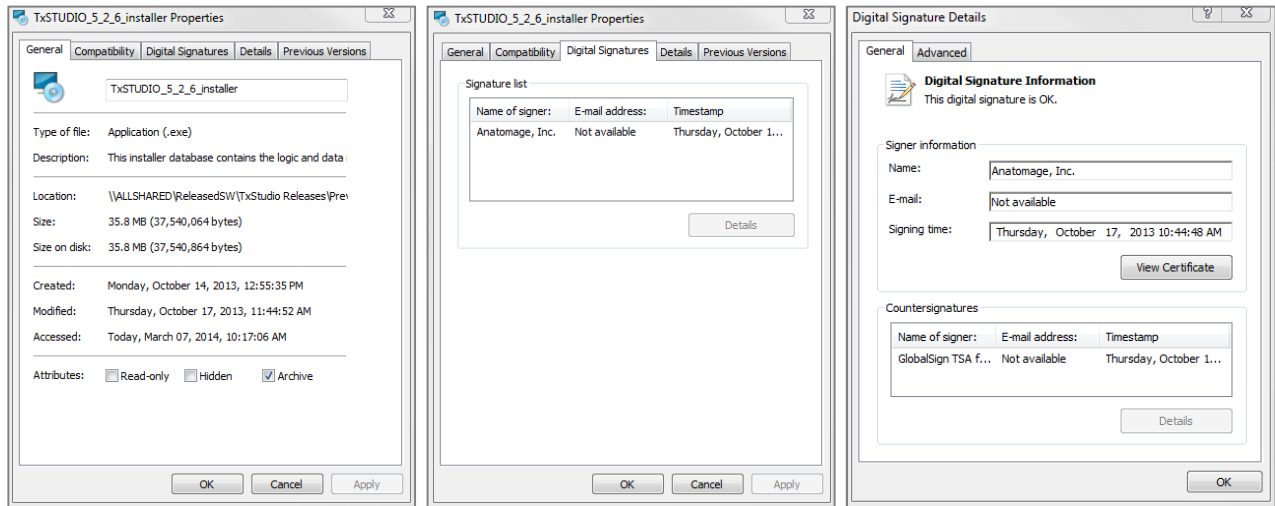 TxSTUDIO_5_2_6_installer Properties
General Compatibility Digital Signatures Details Previous Versions
TxSTUDIO_5_2_6_installer
Type of file: Application (.exe)
Description: This installer database contains the logic and data
Location: \\ALLSHARED\ReleasedSW\TxStudio Releases\Prev
Size: 35.8 MB (37,540,064 bytes)
Size on disk: 35.8 MB (37,540,864 bytes)
Created: Monday, October 14, 2013, 12:55:35 PM
Modified: Thursday, October 17, 2013, 11:44:52 AM
Accessed: Today, March 07, 2014, 10:17:06 AM
Attributes: Read-only Hidden Archive
OK Cancel Apply
TxSTUDIO_5_2_6_installer Properties
General Compatibility Digital Signatures Details Previous Versions
Signature list
Name of signer: E-mail address: Timestamp
Anatomage, Inc. Not available Thursday, October 1...
Details
OK Cancel Apply
Digital Signature Details
General Advanced
Digital Signature Information
This digital signature is OK.
Signer information
Name: Anatomage, Inc.
E-mail: Not available
Signing time: Thursday, October 17, 2013 10:44:48 AM
View Certificate
Countersignatures
Name of signer: E-mail address: Timestamp
GlobalSign TSA f... Not available Thursday, October 1...
Details
OK